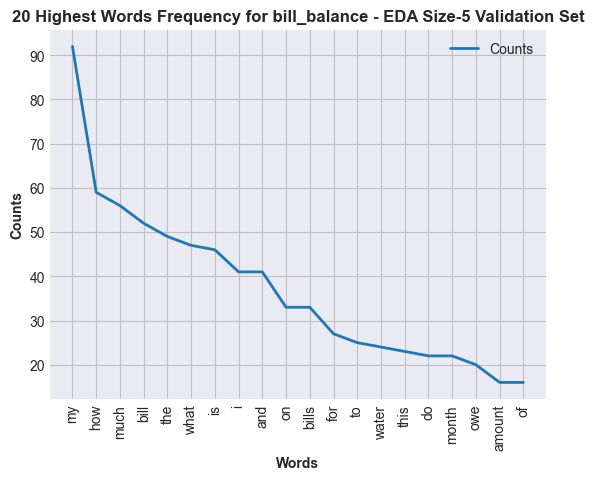 20 Highest Words Frequency for bill_balance - EDA Size-5 Validation Set
Counts
90
80
70
60
50
40
30
20
Counts
my
how
much
bill
the
what
is
i
and
on
bills
for
to
water
this
do
month
owe
amount
of
Words